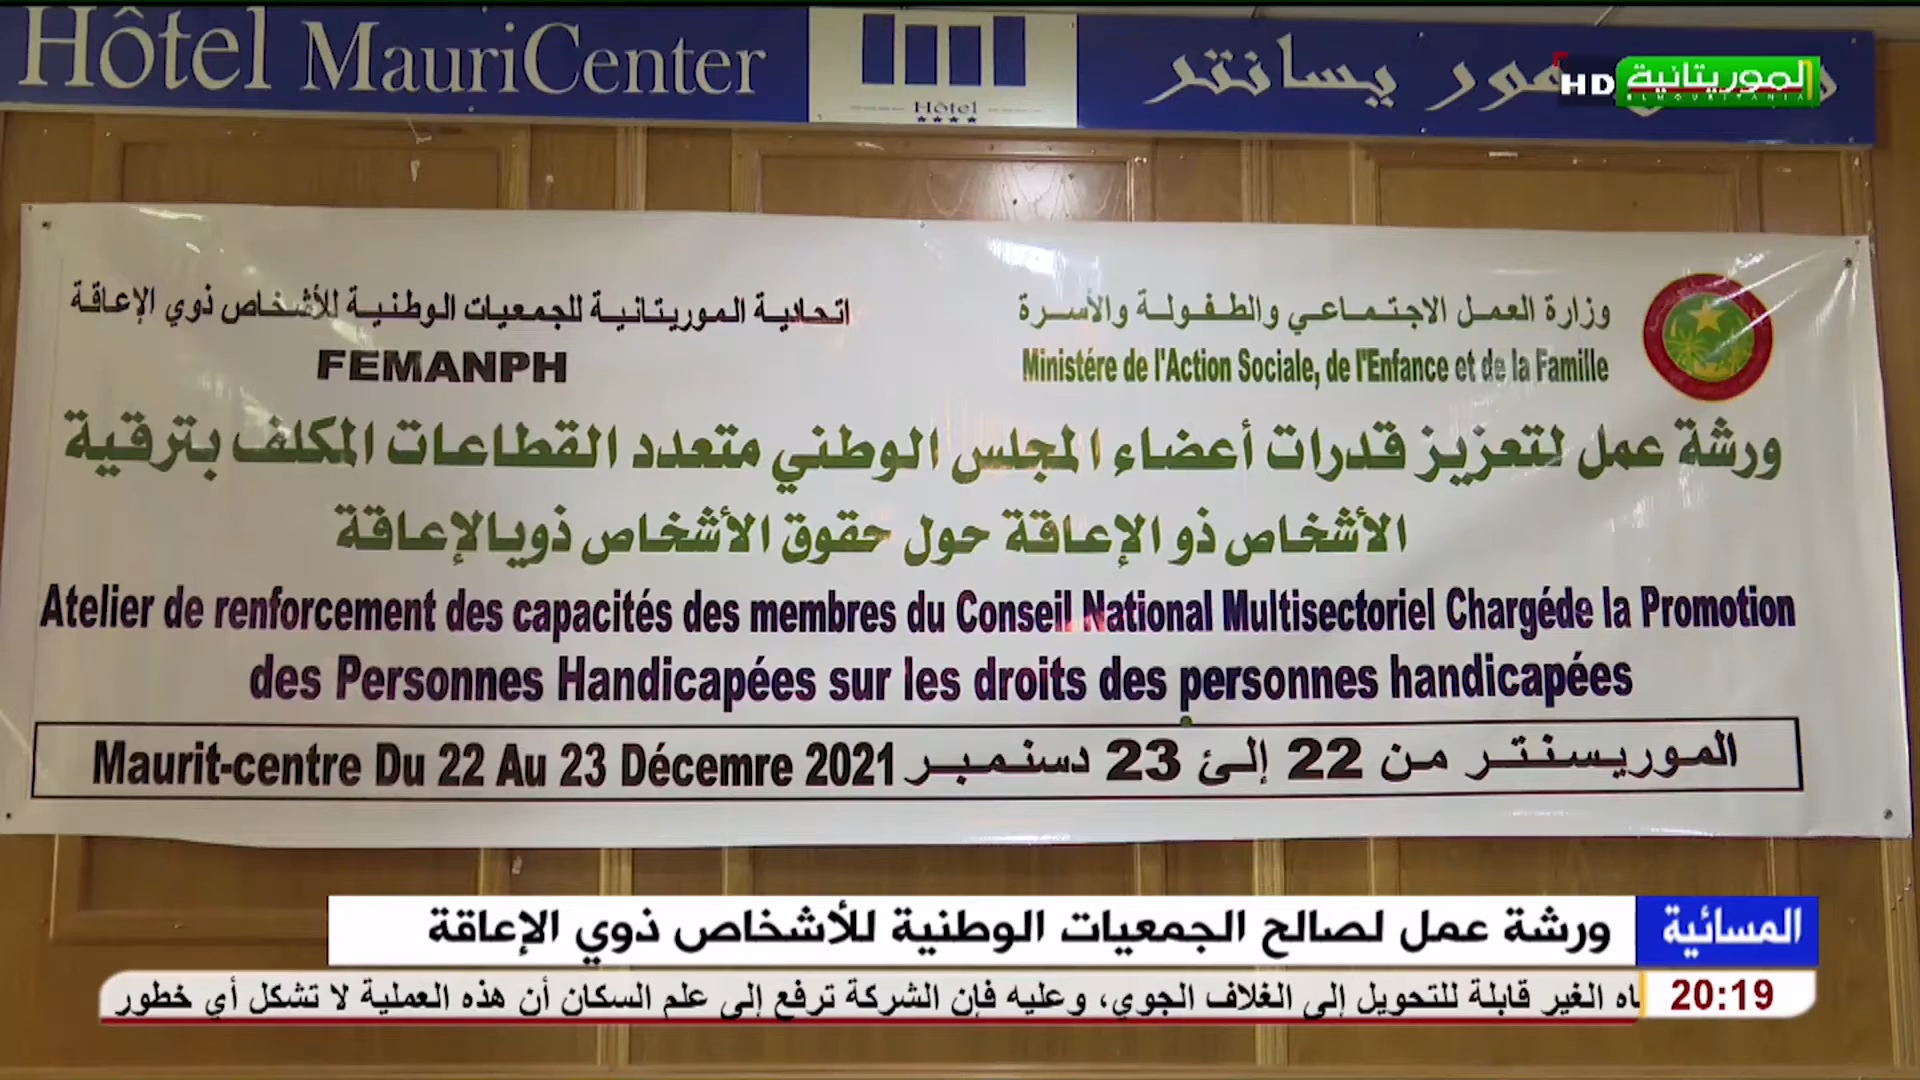 Hôtel MauriCenter
Hôtel
يسانتر
HD الموريتانية
ELMOURITANIA
اتحادية الموريتانية للجمعيات الوطنية للأشخاص ذوي الإعاقة
FEMANPH
وزارة العمل الاجتماعي والطفولة والأسرة
Ministére de l'Action Sociale, de l'Enfance et de la Famille
ورشة عمل لتعزيز قدرات أعضاء المجلس الوطني متعدد القطاعات المكلف بترقية
الأشخاص ذو الإعاقة حول حقوق الأشخاص ذويالإعاقة
Atelier de renforcement des capacités des membres du Conseil National Multisectoriel Chargéde la Promotion
des Personnes Handicapées sur les droits des personnes handicapées
الموريسنتر من 22 إلئ 23 دسنمبر
Maurit-centre Du 22 Au 23 Décemre 2021
المسائية
ورشة عمل لصالح الجمعيات الوطنية للأشخاص ذوي الإعاقة
20:19
الغير قابلة للتحويل إلى الغلاف الجوي، وعليه فإن الشركة ترفع إلى علم السكان أن هذه العملية لا تشكل أي خطور